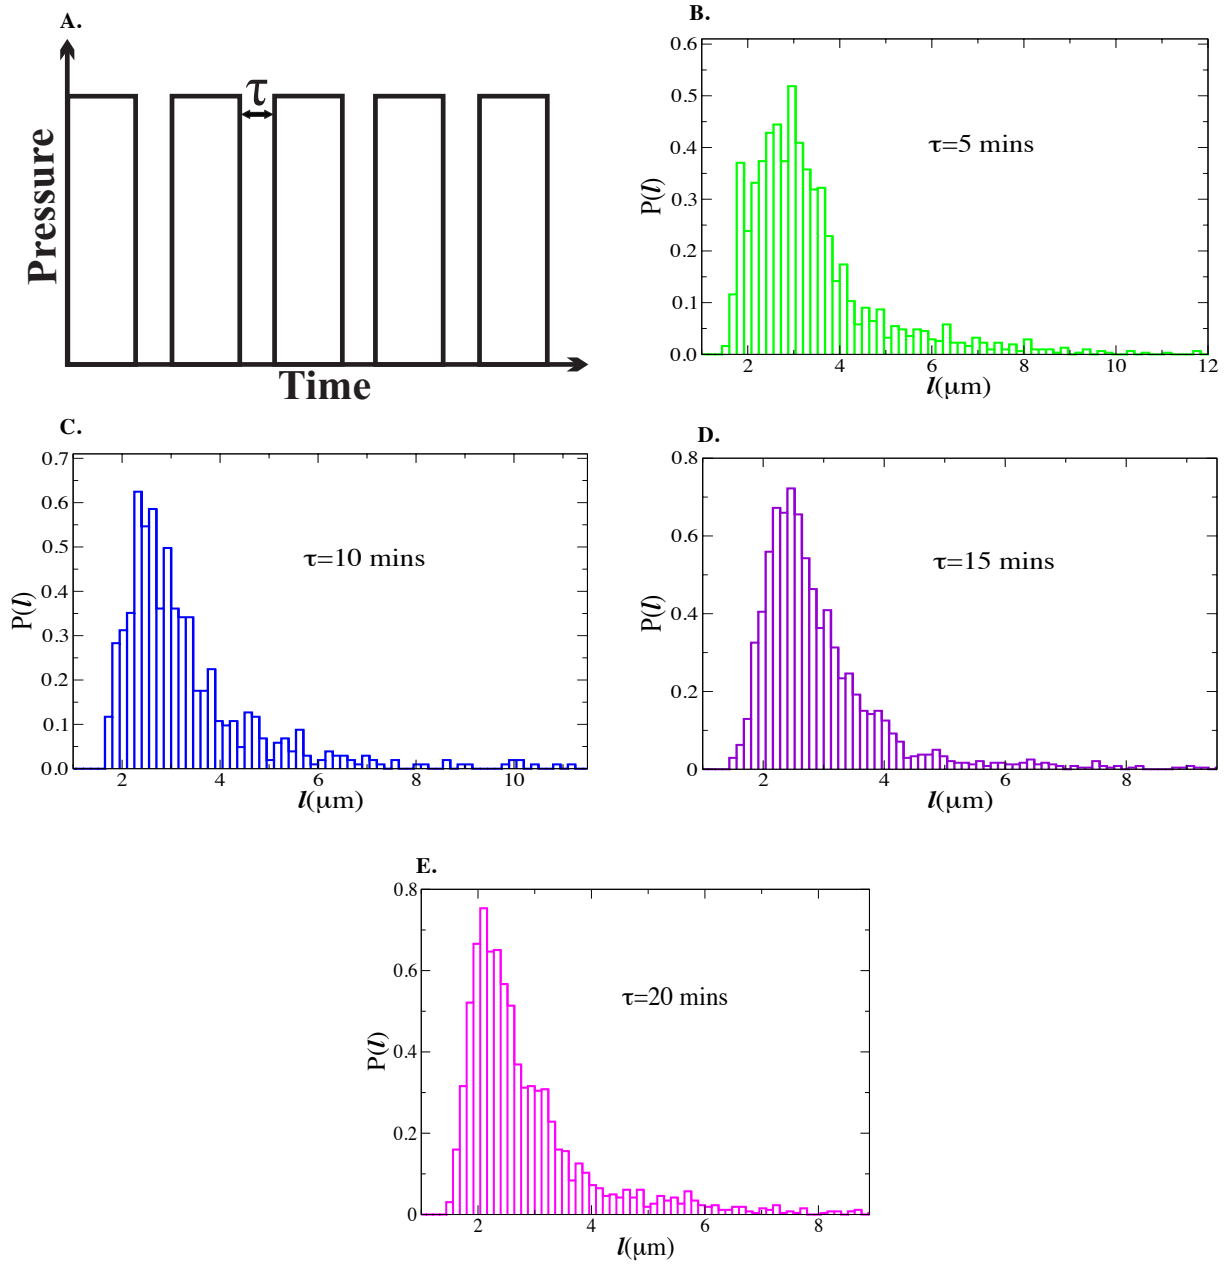 A.
τ
Pressure
Time
B.
0.6
0.5
0.4
0.3
0.2
0.1
0.0
P(l)
τ=5 mins
2 4 6 8 10 12
l(μm)
C.
0.7
0.6
0.5
0.4
0.3
0.2
0.1
0.0
P(l)
τ=10 mins
2 4 6 8 10
l(μm)
D.
0.8
0.6
0.4
0.2
0
P(l)
τ=15 mins
2 4 6 8
l(μm)
E.
0.8
0.6
0.4
0.2
0
P(l)
τ=20 mins
2 4 6 8
l(μm)